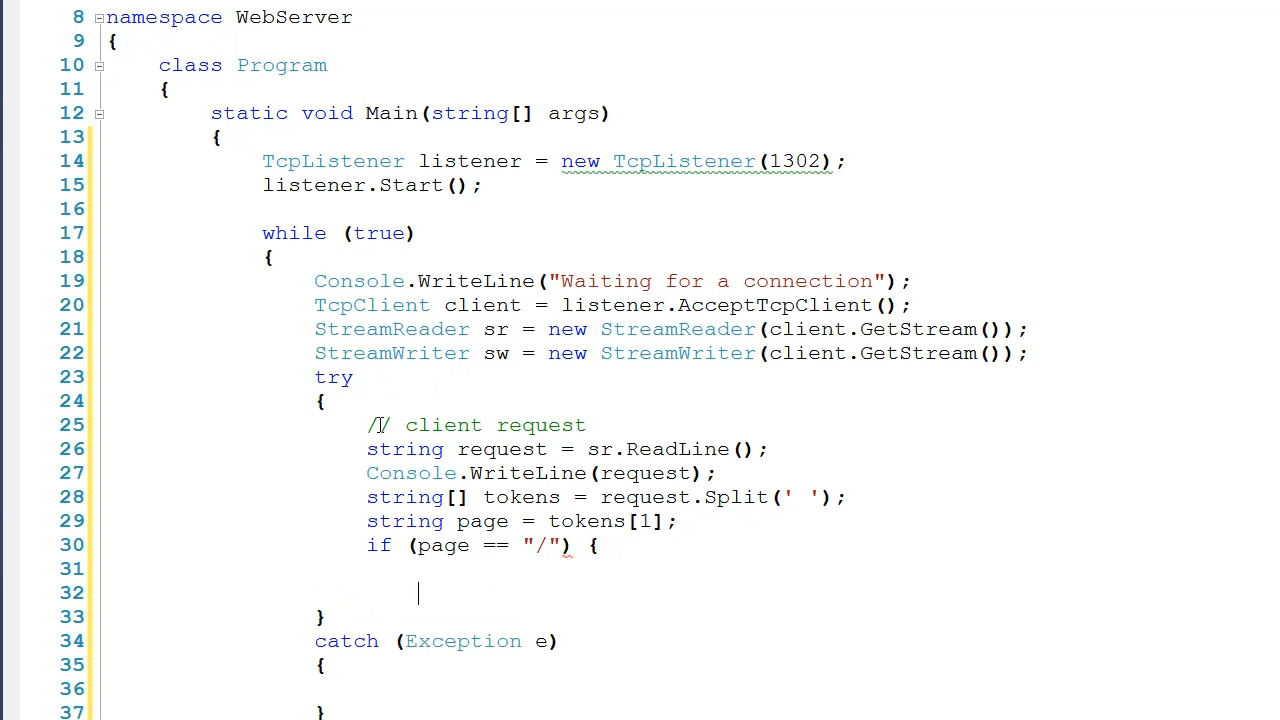 8 namespace WebServer
9 {
10 class Program
11 {
12 static void Main(string[] args)
13 {
14 TcpListener listener = new TcpListener(1302);
15 listener.Start();
16
17 while (true)
18 {
19 Console.WriteLine("Waiting for a connection");
20 TcpClient client = listener.AcceptTcpClient();
21 StreamReader sr = new StreamReader(client.GetStream());
22 StreamWriter sw = new StreamWriter(client.GetStream());
23 try
24 {
25 // client request
26 string request = sr.ReadLine();
27 Console.WriteLine(request);
28 string[] tokens = request.Split(' ');
29 string page = tokens[1];
30 if (page == "/") {
31
32
33 }
34 catch (Exception e)
35 {
36
37 }